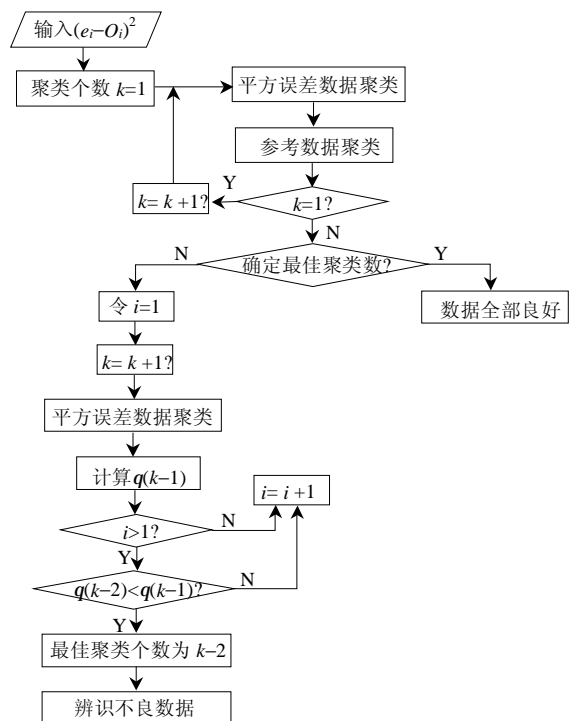 输入(eᵢ–Oᵢ)²
聚类个数 k=1
平方误差数据聚类
参考数据聚类
Y
k= k +1?
k=1?
N
N
确定最佳聚类数?
Y
令 i=1
数据全部良好
k= k +1?
平方误差数据聚类
计算q(k–1)
i= i +1
i>1?
N
Y
q(k–2)<q(k–1)?
N
Y
最佳聚类个数为 k–2
辨识不良数据